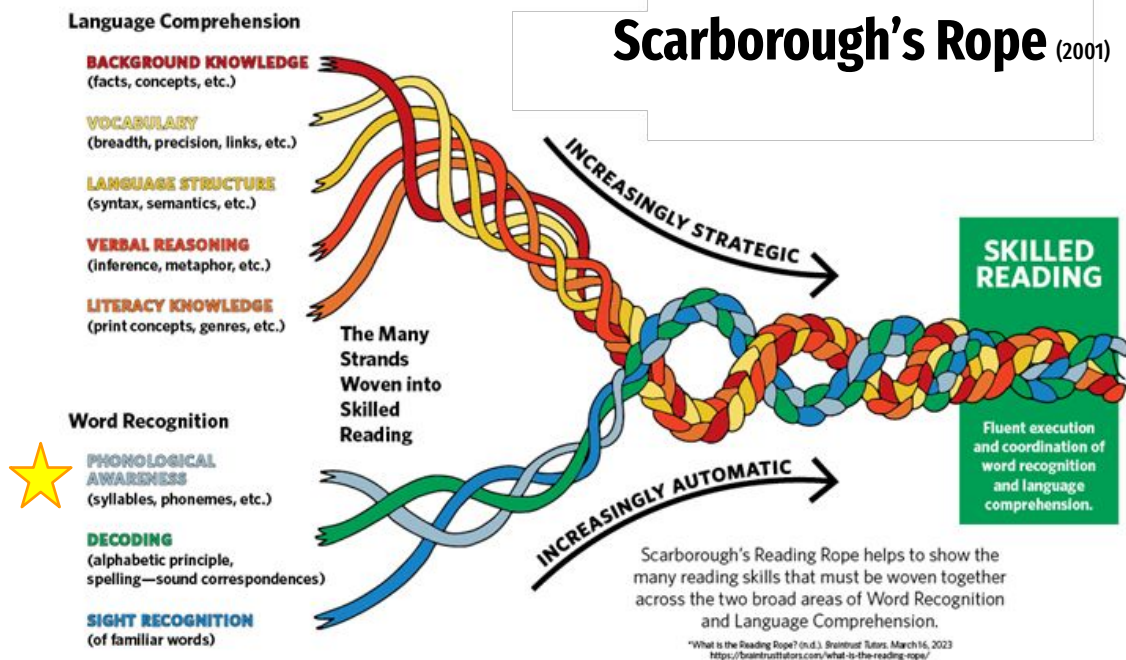 Scarborough's Rope (2001)
Language Comprehension
BACKGROUND KNOWLEDGE
(facts, concepts, etc.)
VOCABULARY
(breadth, precision, links, etc.)
LANGUAGE STRUCTURE
(syntax, semantics, etc.)
VERBAL REASONING
(inference, metaphor, etc.)
LITERACY KNOWLEDGE
(print concepts, genres, etc.)
The Many
Strands
Woven into
Skilled
Reading
Word Recognition
PHONOLOGICAL
AWARENESS
(syllables, phonemes, etc.)
DECODING
(alphabetic principle,
spelling—sound correspondences)
SIGHT RECOGNITION
(of familiar words)
INCREASINGLY STRATEGIC
INCREASINGLY AUTOMATIC
SKILLED
READING
Fluent execution
and coordination of
word recognition
and language
comprehension.
Scarborough's Reading Rope helps to show the
many reading skills that must be woven together
across the two broad areas of Word Recognition
and Language Comprehension.
"What is the Reading Rope? (n.d.). Braintrust Tutors. March 16, 2023
https://braintrusttutors.com/what-is-the-reading-rope/